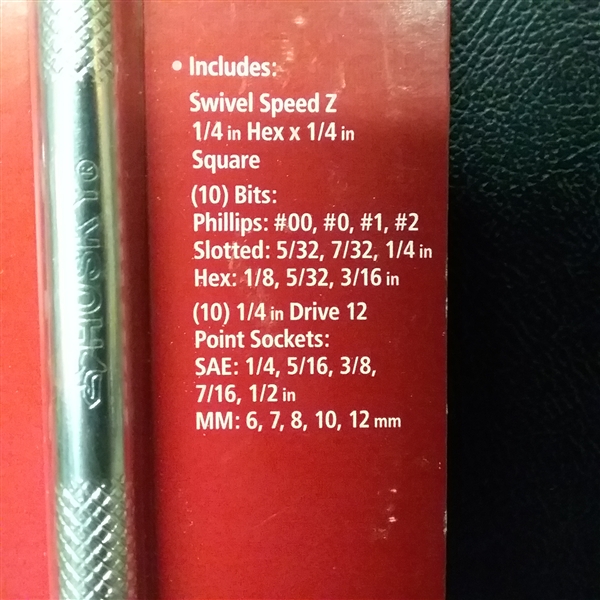 • Includes:
Swivel Speed Z
1/4 in Hex x 1/4 in
Square
(10) Bits:
Phillips: #00, #0, #1, #2
Slotted: 5/32, 7/32, 1/4 in
Hex: 1/8, 5/32, 3/16 in
(10) 1/4 in Drive 12
Point Sockets:
SAE: 1/4, 5/16, 3/8,
7/16, 1/2 in
MM: 6, 7, 8, 10, 12 mm
HUSKY®